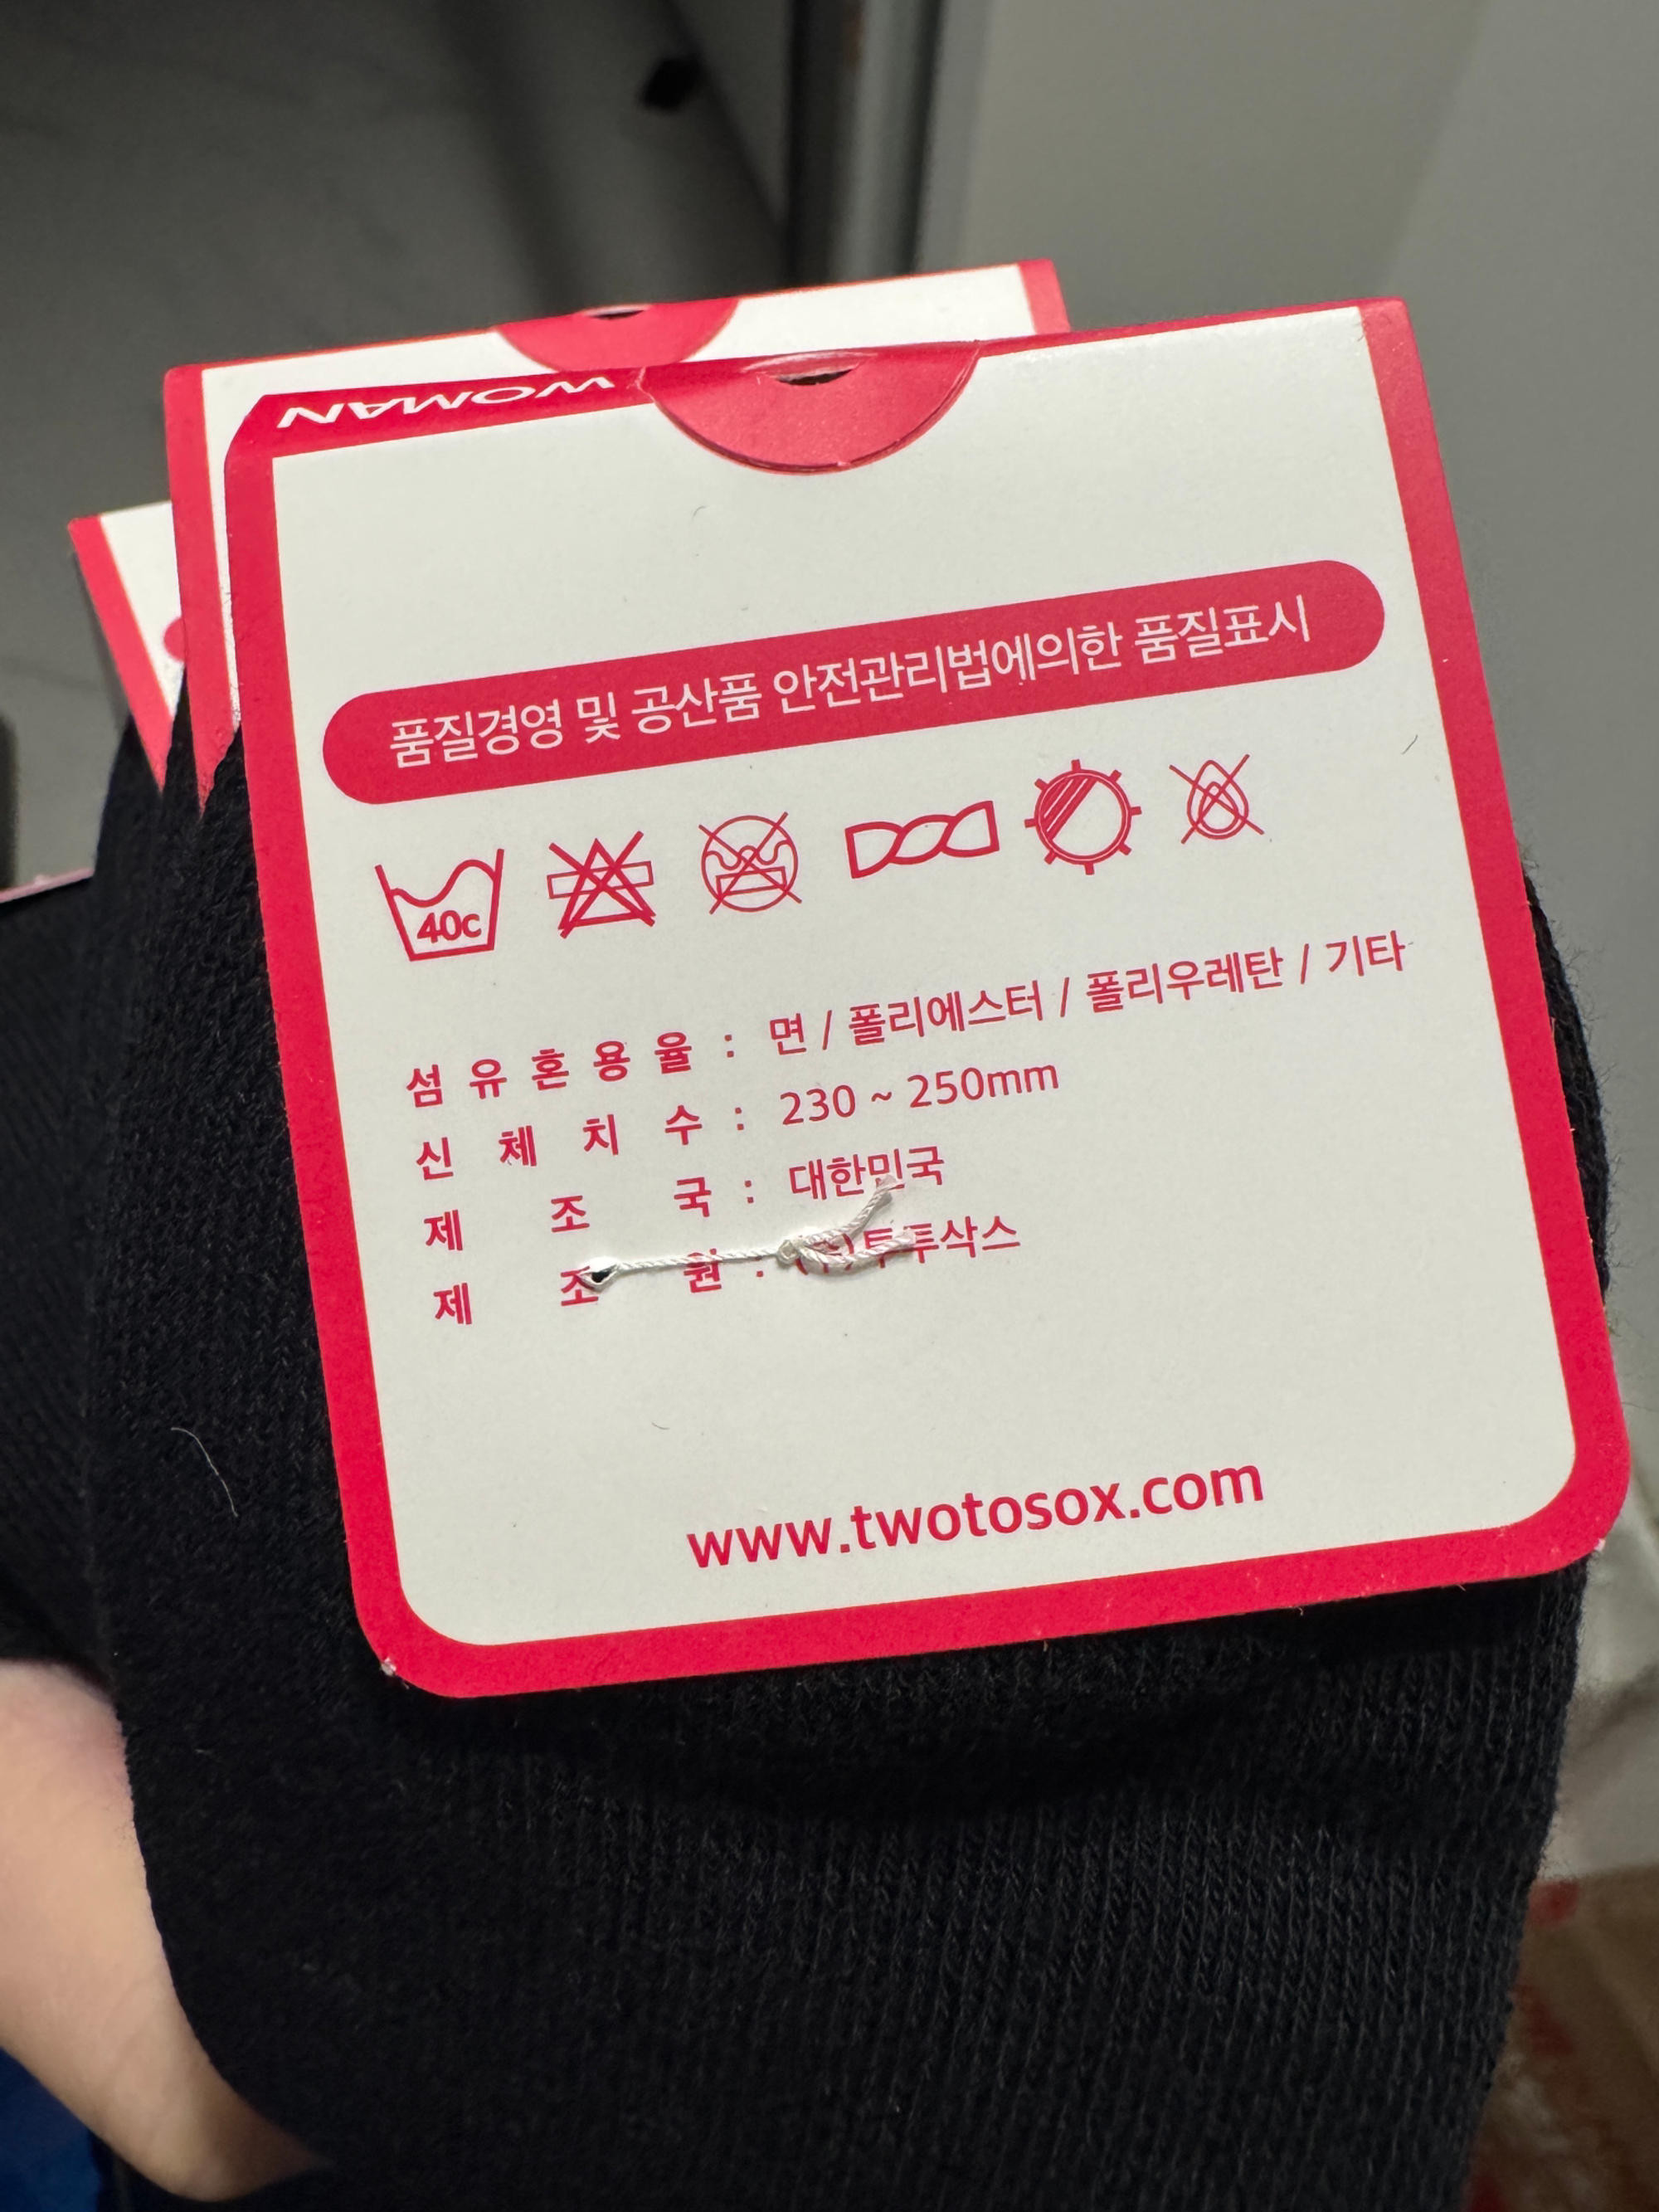 WOMAN
품질경영 및 공산품 안전관리법에의한 품질표시
40c
섬유혼용율 : 면 / 폴리에스터 / 폴리우레탄 / 기타
신체치수 : 230 ~ 250mm
제조국 : 대한민국
제조원 : (주)투투삭스
www.twotosox.com